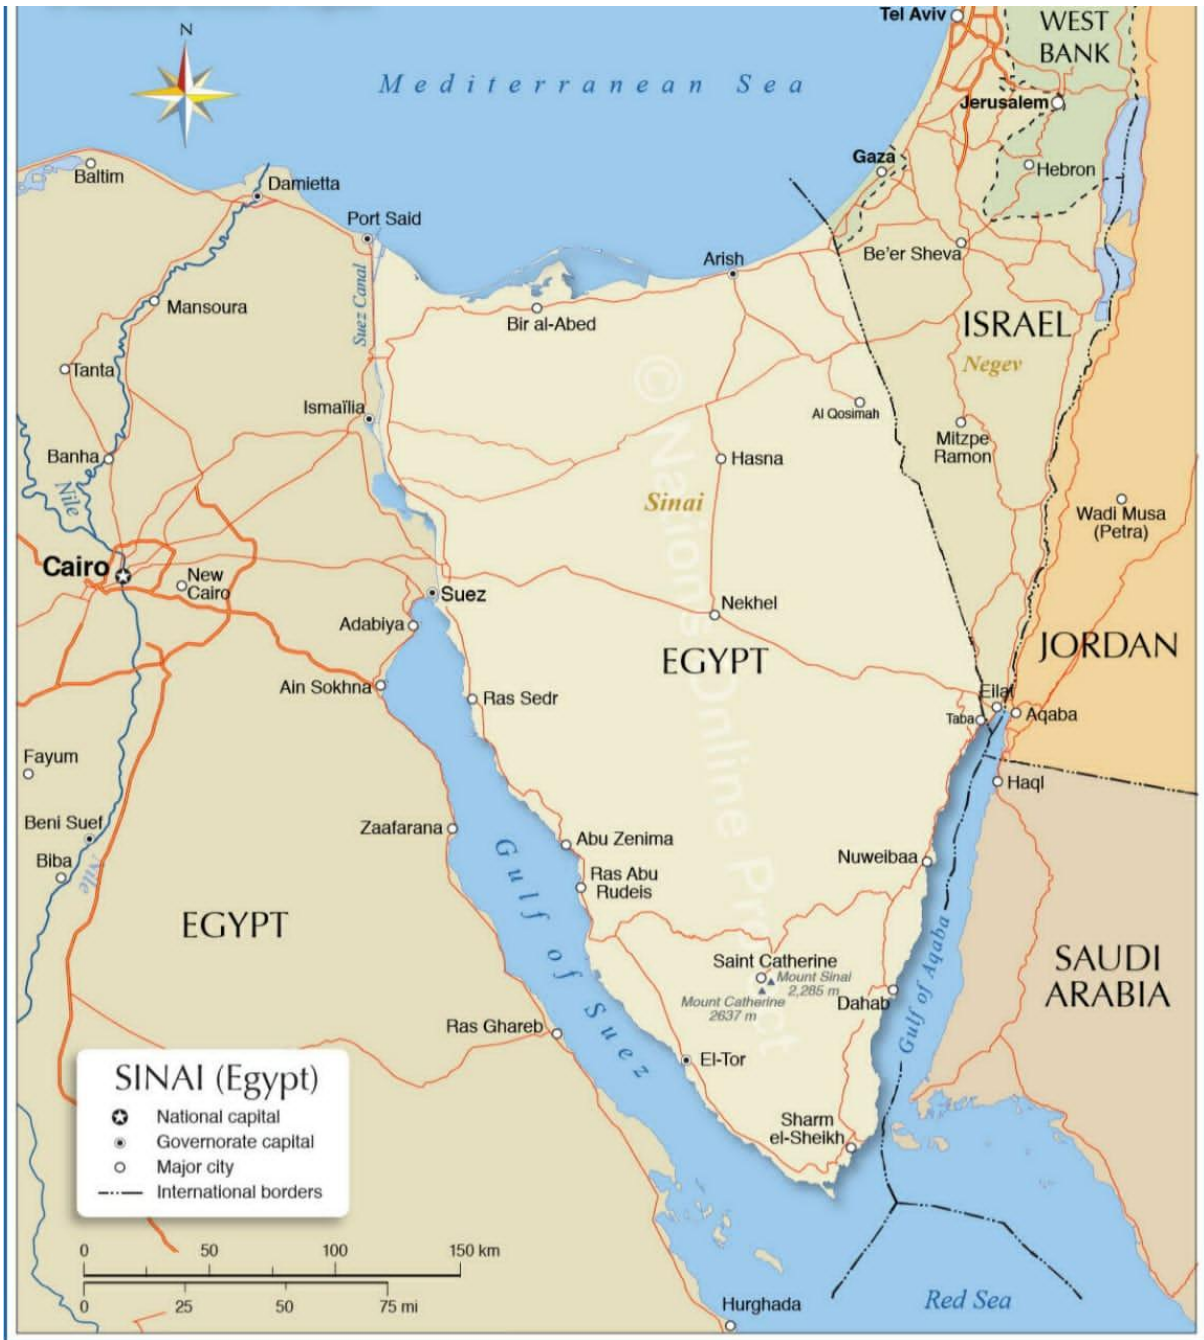 Tel Aviv
WEST
BANK
N
Mediterranean Sea
Jerusalem
Baltim
Damietta
Gaza
Hebron
Port Said
Be'er Sheva
Arish
Suez Canal
Mansoura
Bir al-Abed
ISRAEL
Negev
Tanta
Ismaïlia
Al Qosimah
Mitzpe
Ramon
Banha
Hasna
Nile
Sinai
Wadi Musa
(Petra)
Cairo
New
Cairo
Suez
Nekhel
Adabiya
EGYPT
JORDAN
Ain Sokhna
Ras Sedr
Eilat
Taba
Aqaba
Fayum
Haql
Beni Suef
Zaafarana
Abu Zenima
Biba
Nile
Nuweibaa
Ras Abu
Rudeis
Gulf of Suez
EGYPT
Gulf of Aqaba
Saint Catherine
Mount Sinai
2,285 m
Mount Catherine
2637 m
Dahab
SAUDI
ARABIA
Ras Ghareb
El-Tor
Sharm
el-Sheikh
SINAI (Egypt)
National capital
Governorate capital
Major city
International borders
0 50 100 150 km
0 25 50 75 mi
Hurghada
Red Sea
© Nations Online Project